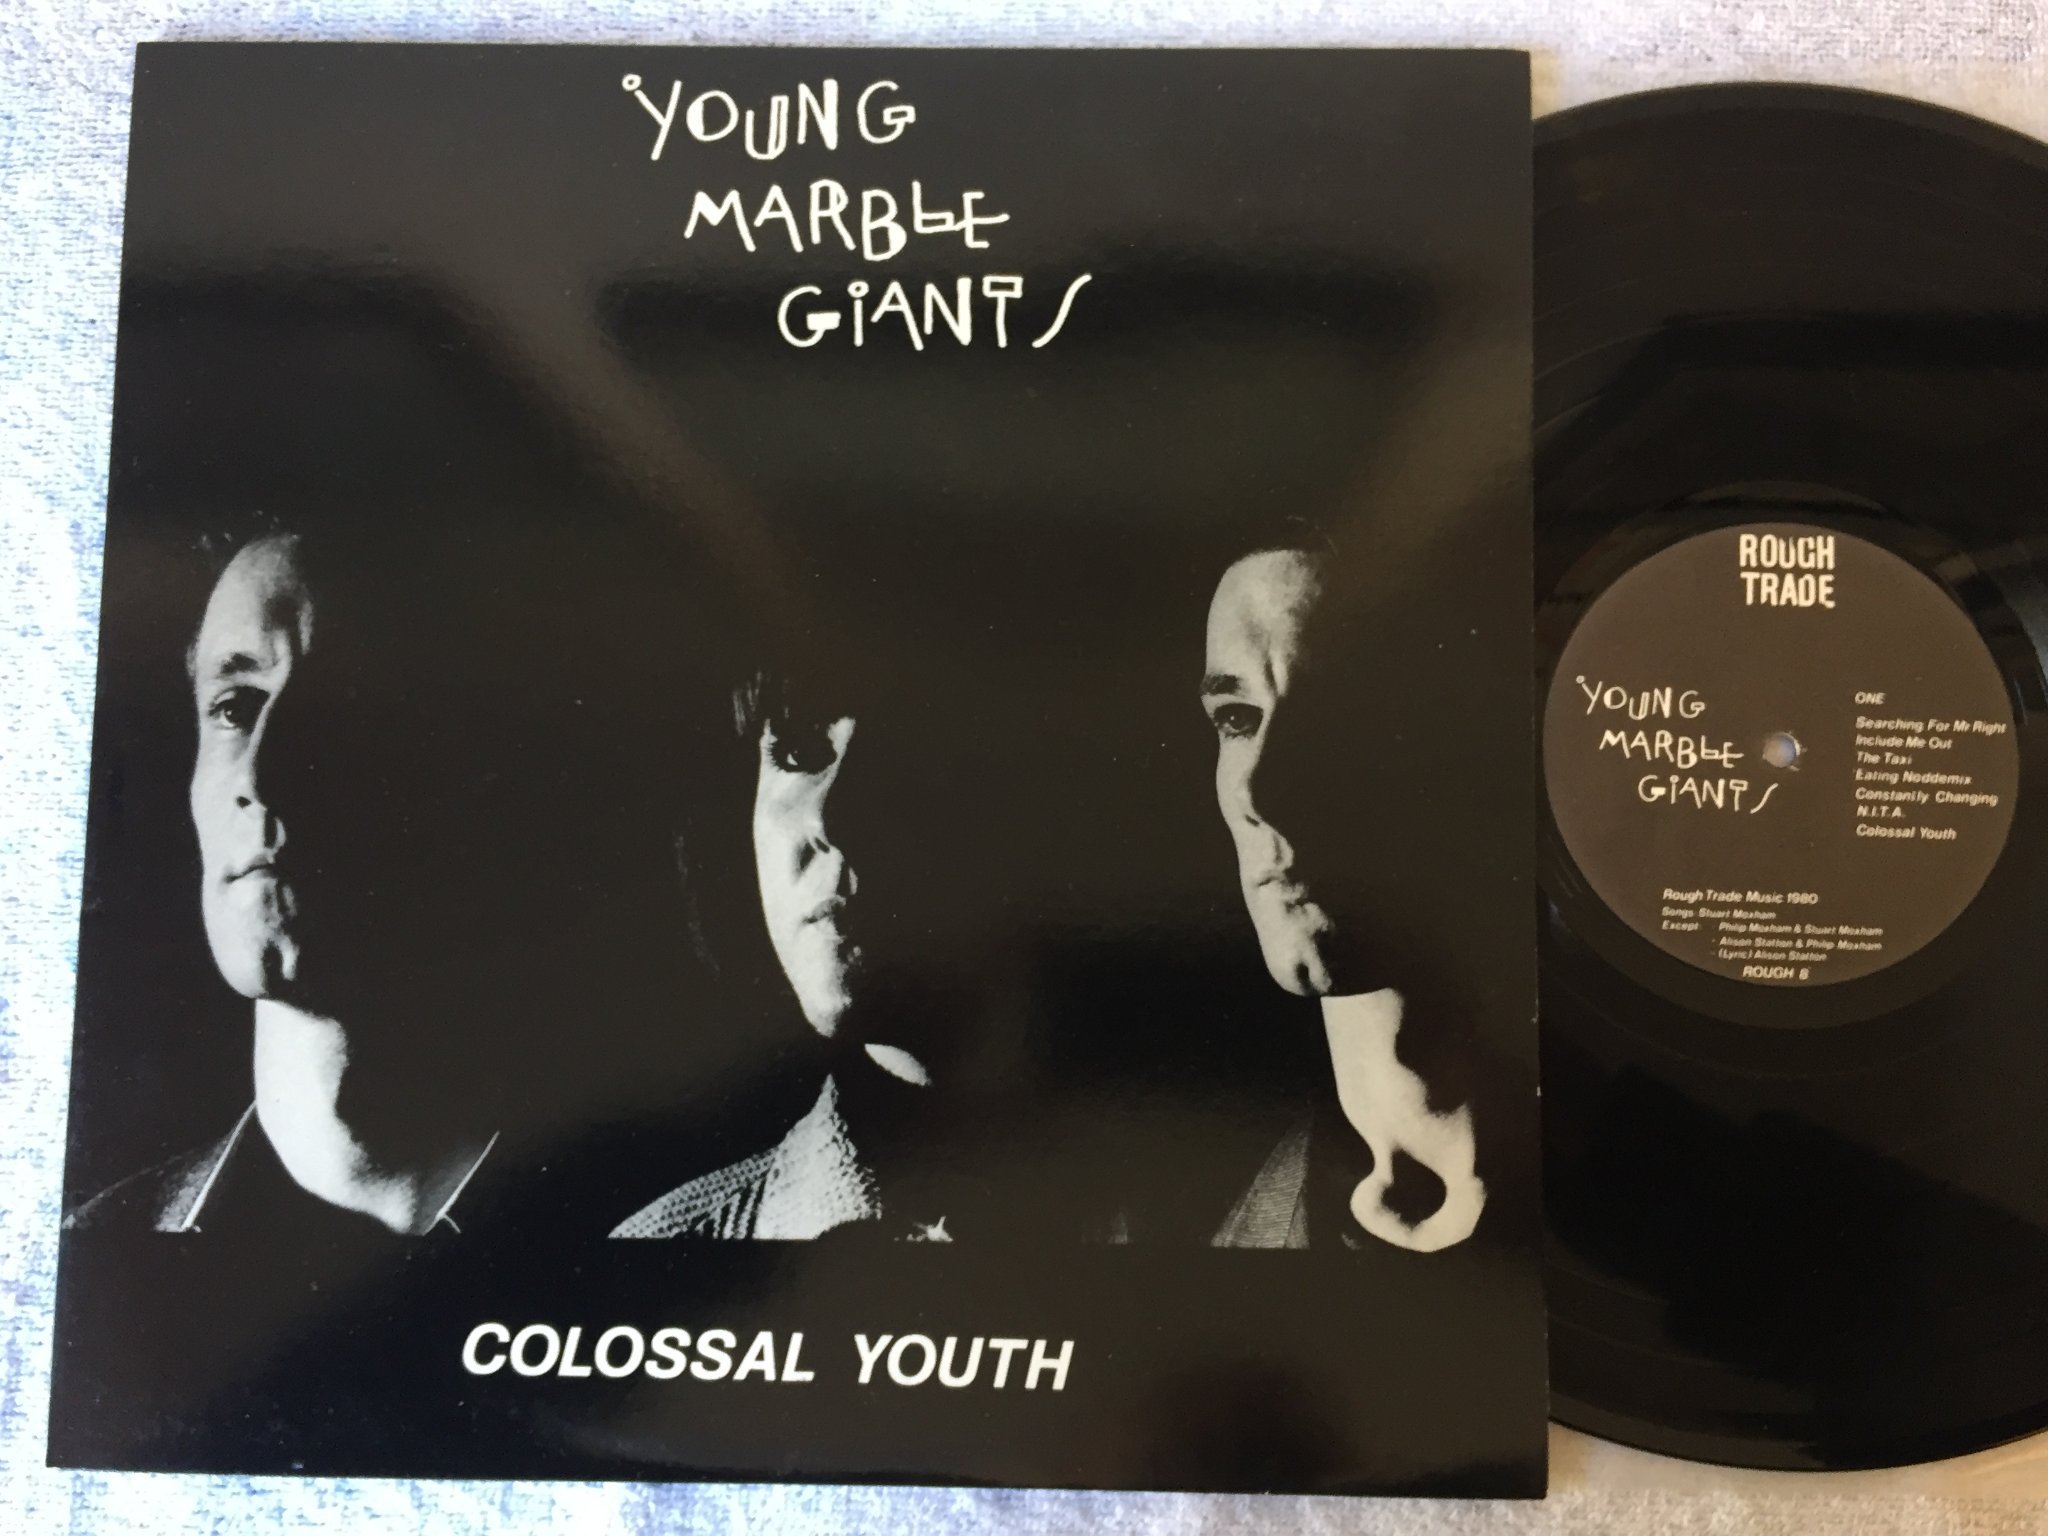 YOUNG
MARBLE
GIANTS
COLOSSAL YOUTH
ROUGH
TRADE
YOUNG
MARBLE
GIANTS
ONE
Searching For Mr Right
Include Me Out
The Taxi
Eating Noddemix
Constantly Changing
N.I.T.A.
Colossal Youth
Rough Trade Music 1980
Songs: Stuart Moxham
Except · Philip Moxham & Stuart Moxham
· Alison Statton & Philip Moxham
– (Lyric) Alison Statton
ROUGH 8